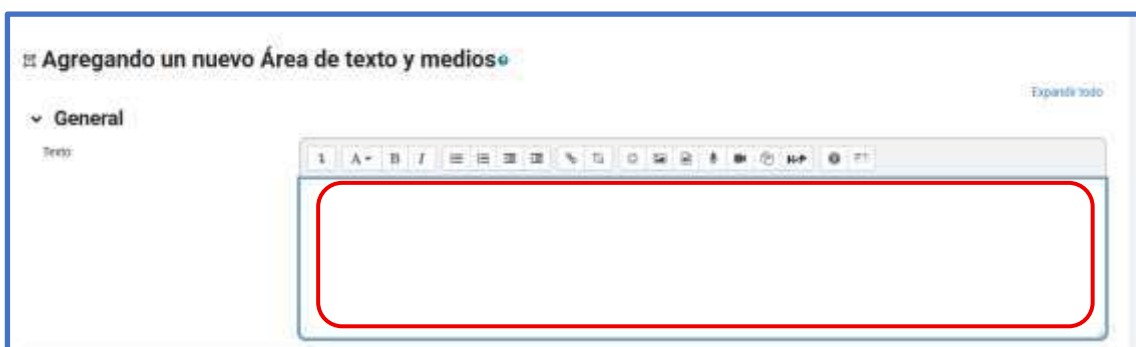 Agregando un nuevo Área de texto y medios
Expandir todo
General
Texto
A B I
H-P